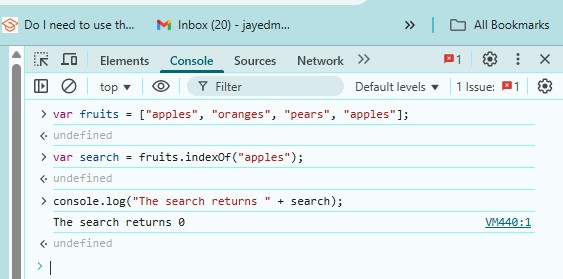 Do I need to use th... Inbox (20) - jayedm... » All Bookmarks
Elements Console Sources Network » 1
top Filter Default levels 1 Issue: 1
> var fruits = ["apples", "oranges", "pears", "apples"];
undefined
> var search = fruits.indexOf("apples");
undefined
> console.log("The search returns " + search);
The search returns 0 VM440:1
undefined
>